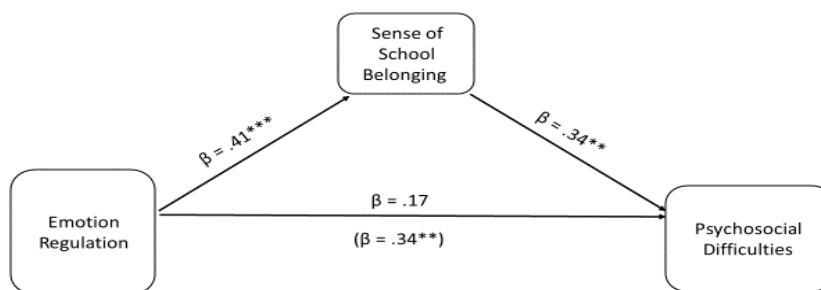 Sense of
School
Belonging
β = .41***
β = .34**
Emotion
Regulation
β = .17
(β = .34**)
Psychosocial
Difficulties